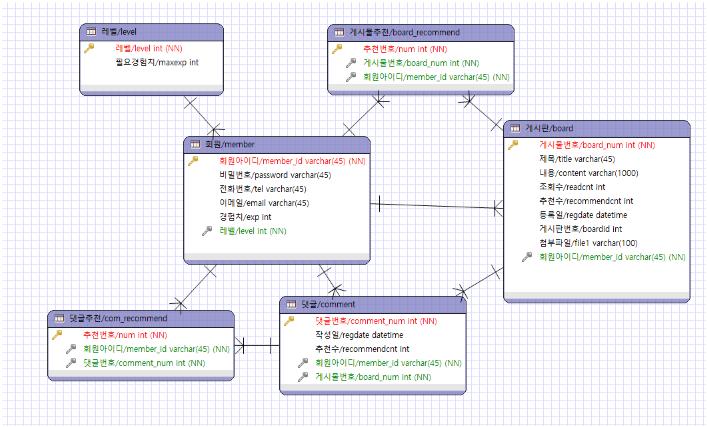 레벨/level
레벨/level int (NN)
필요경험치/maxexp int
게시물추천/board_recommend
추천번호/num int (NN)
게시물번호/board_num int (NN)
회원아이디/member_id varchar(45) (NN)
회원/member
회원아이디/member_id varchar(45) (NN)
비밀번호/password varchar(45)
전화번호/tel varchar(45)
이메일/email varchar(45)
경험치/exp int
레벨/level int (NN)
게시판/board
게시물번호/board_num int (NN)
제목/title varchar(45)
내용/content varchar(1000)
조회수/readcnt int
추천수/recommendcnt int
등록일/regdate datetime
게시판번호/boardid int
첨부파일/file1 varchar(100)
회원아이디/member_id varchar(45) (NN)
댓글추천/com_recommend
추천번호/num int (NN)
회원아이디/member_id varchar(45) (NN)
댓글번호/comment_num int (NN)
댓글/comment
댓글번호/comment_num int (NN)
작성일/regdate datetime
추천수/recommendcnt int
회원아이디/member_id varchar(45) (NN)
게시물번호/board_num int (NN)